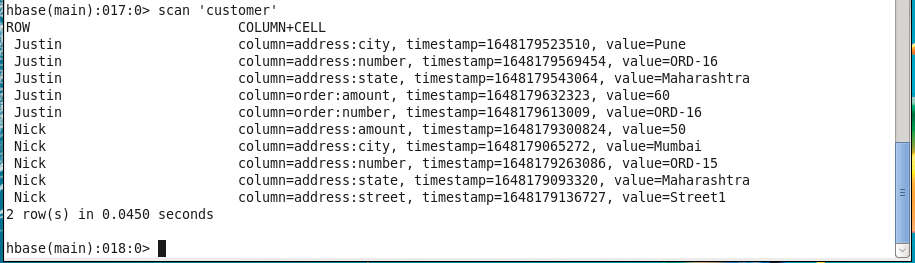 hbase(main):017:0> scan 'customer'
ROW COLUMN+CELL
Justin column=address:city, timestamp=1648179523510, value=Pune
Justin column=address:number, timestamp=1648179569454, value=ORD-16
Justin column=address:state, timestamp=1648179543064, value=Maharashtra
Justin column=order:amount, timestamp=1648179632323, value=60
Justin column=order:number, timestamp=1648179613009, value=ORD-16
Nick column=address:amount, timestamp=1648179300824, value=50
Nick column=address:city, timestamp=1648179065272, value=Mumbai
Nick column=address:number, timestamp=1648179263086, value=ORD-15
Nick column=address:state, timestamp=1648179093320, value=Maharashtra
Nick column=address:street, timestamp=1648179136727, value=Street1
2 row(s) in 0.0450 seconds
hbase(main):018:0>